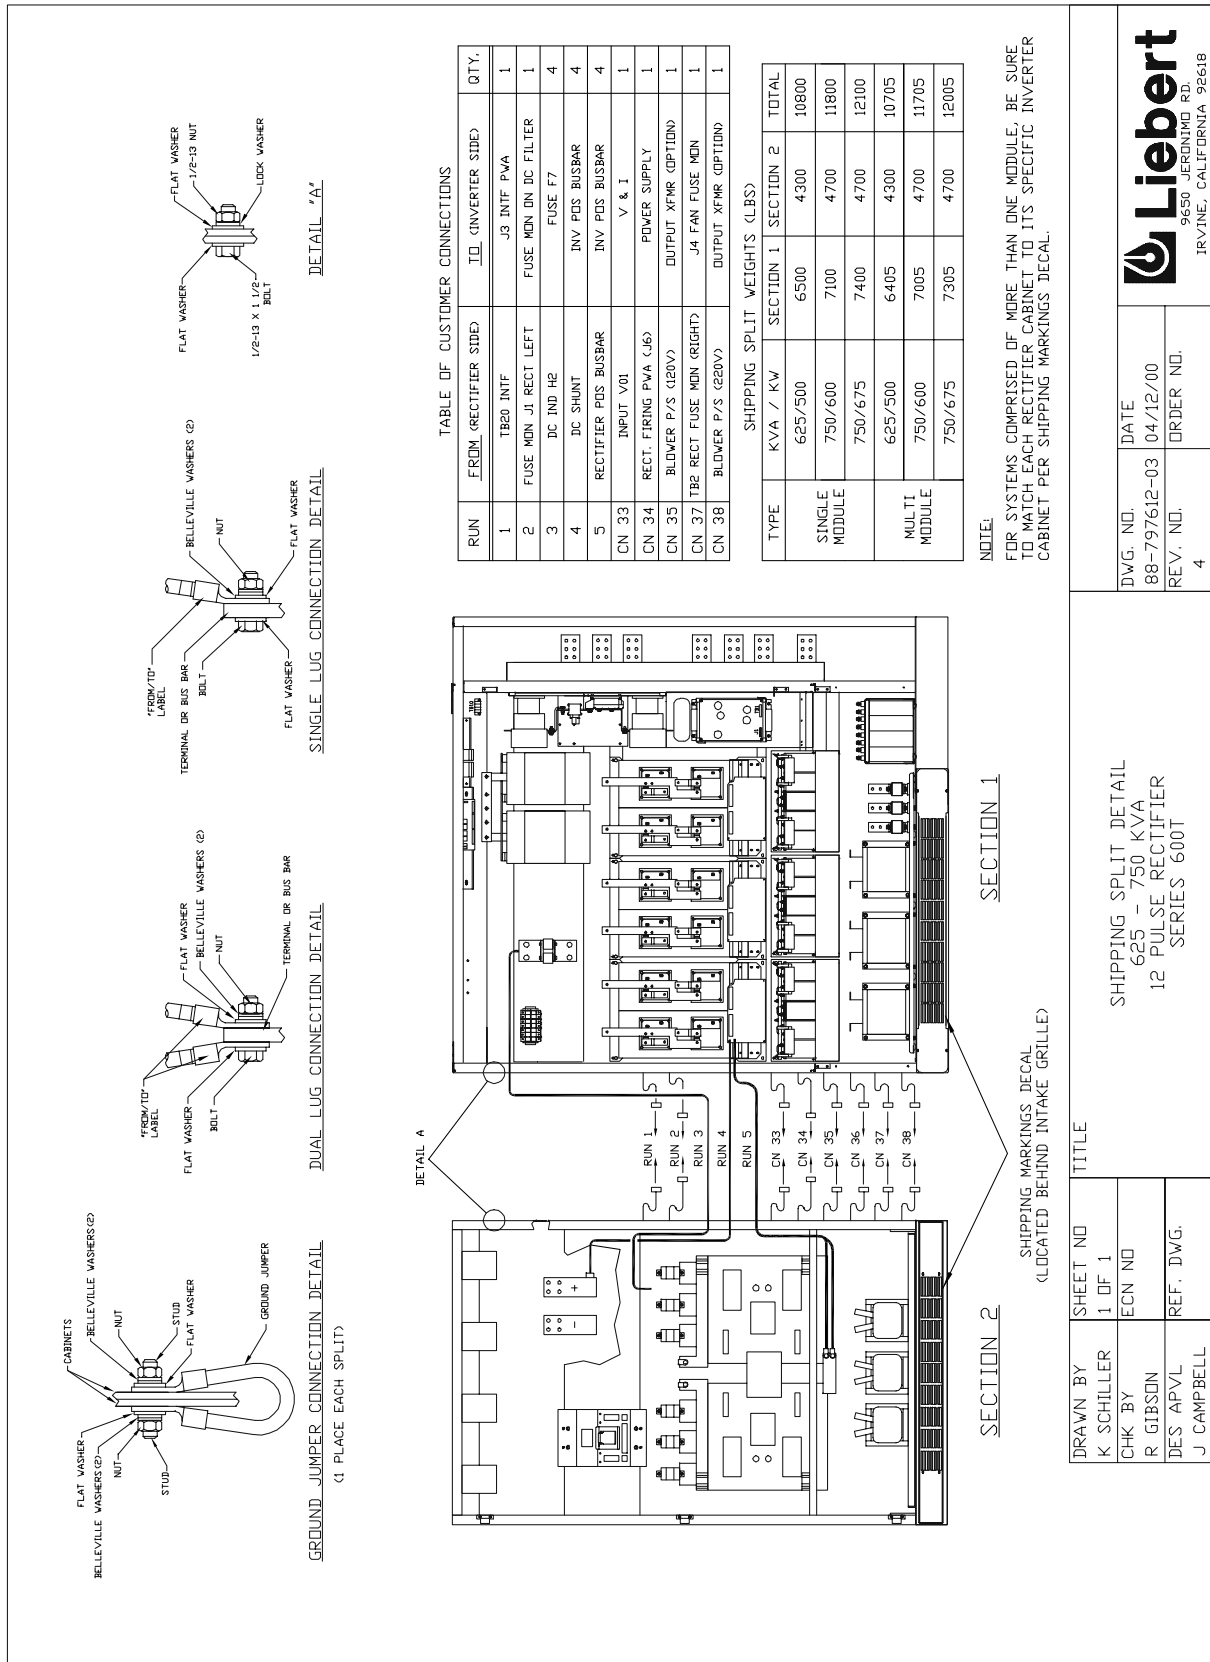 FLAT WASHER
BELLEVILLE WASHERS(2)
NUT
STUD
CABINETS
BELLEVILLE WASHERS(2)
NUT
STUD
FLAT WASHER
GROUND JUMPER
GROUND JUMPER CONNECTION DETAIL
(1 PLACE EACH SPLIT)
"FROM/TO"
LABEL
FLAT WASHER
BOLT
FLAT WASHER
BELLEVILLE WASHERS (2)
NUT
TERMINAL OR BUS BAR
DUAL LUG CONNECTION DETAIL
"FROM/TO"
LABEL
TERMINAL OR BUS BAR
BOLT
FLAT WASHER
BELLEVILLE WASHERS (2)
NUT
FLAT WASHER
SINGLE LUG CONNECTION DETAIL
FLAT WASHER
1/2-13 X 1 1/2
BOLT
FLAT WASHER
1/2-13 NUT
LOCK WASHER
DETAIL "A"
DETAIL A
RUN 1
RUN 2
RUN 3
RUN 4
RUN 5
CN 33
CN 34
CN 35
CN 36
CN 37
CN 38
SECTION 2
SECTION 1
SHIPPING MARKINGS DECAL
(LOCATED BEHIND INTAKE GRILLE)
TABLE OF CUSTOMER CONNECTIONS
RUN FROM (RECTIFIER SIDE) TO (INVERTER SIDE) QTY.
1 TB20 INTF J3 INTF PWA 1
2 FUSE MON J1 RECT LEFT FUSE MON ON DC FILTER 1
3 DC IND H2 FUSE F7 4
4 DC SHUNT INV POS BUSBAR 4
5 RECTIFIER POS BUSBAR INV POS BUSBAR 4
CN 33 INPUT V01 V & I 1
CN 34 RECT. FIRING PWA (J6) POWER SUPPLY 1
CN 35 BLOWER P/S (120V) OUTPUT XFMR (OPTION) 1
CN 37 TB2 RECT FUSE MON (RIGHT) J4 FAN FUSE MON 1
CN 38 BLOWER P/S (220V) OUTPUT XFMR (OPTION) 1
SHIPPING SPLIT WEIGHTS (LBS)
TYPE KVA / KW SECTION 1 SECTION 2 TOTAL
SINGLE
MODULE
625/500 6500 4300 10800
750/600 7100 4700 11800
750/675 7400 4700 12100
MULTI
MODULE
625/500 6405 4300 10705
750/600 7005 4700 11705
750/675 7305 4700 12005
NOTE:
FOR SYSTEMS COMPRISED OF MORE THAN ONE MODULE, BE SURE
TO MATCH EACH RECTIFIER CABINET TO ITS SPECIFIC INVERTER
CABINET PER SHIPPING MARKINGS DECAL.
DRAWN BY
K SCHILLER
CHK BY
R GIBSON
DES APVL
J CAMPBELL
SHEET NO
1 OF 1
ECN NO
REF. DWG.
TITLE
SHIPPING SPLIT DETAIL
625 - 750 KVA
12 PULSE RECTIFIER
SERIES 600T
DWG. NO.
88-797612-03
REV. NO.
4
DATE
04/12/00
ORDER NO.
Liebert
9650 JERONIMO RD.
IRVINE, CALIFORNIA 92618